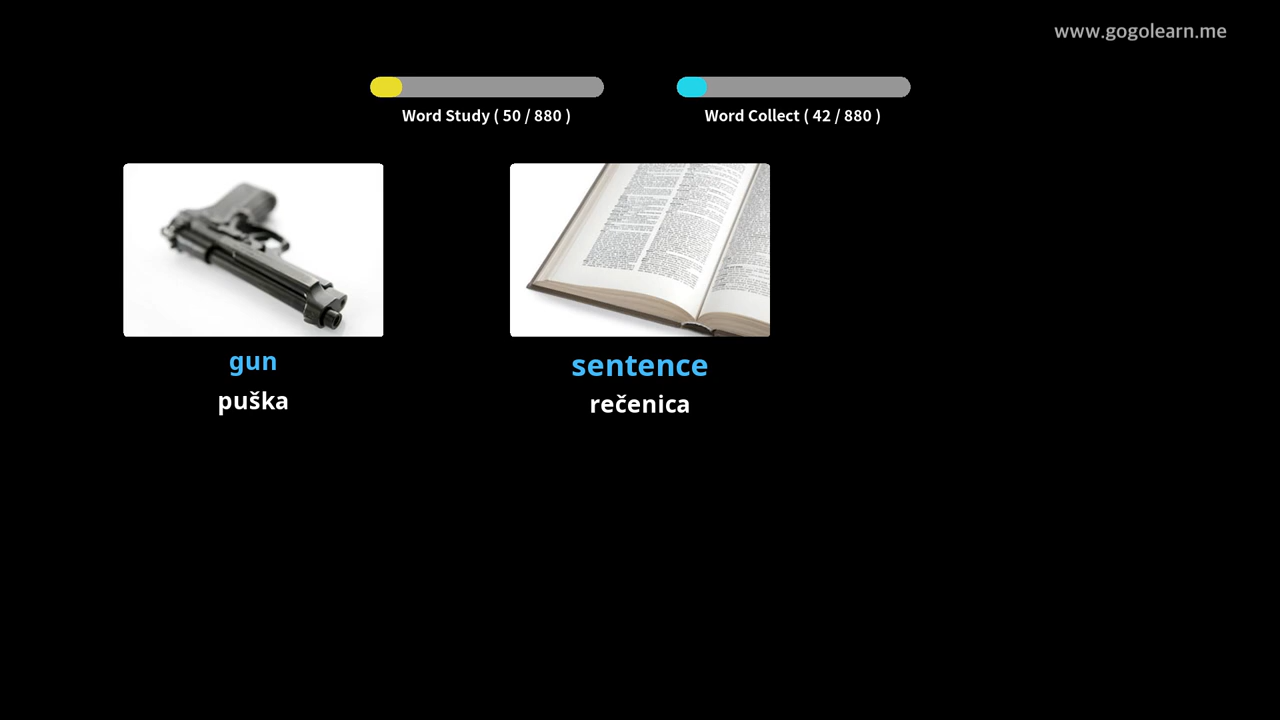 www.gogolearn.me
Word Study ( 50 / 880 )
Word Collect ( 42 / 880 )
gun
puška
sentence
rečenica